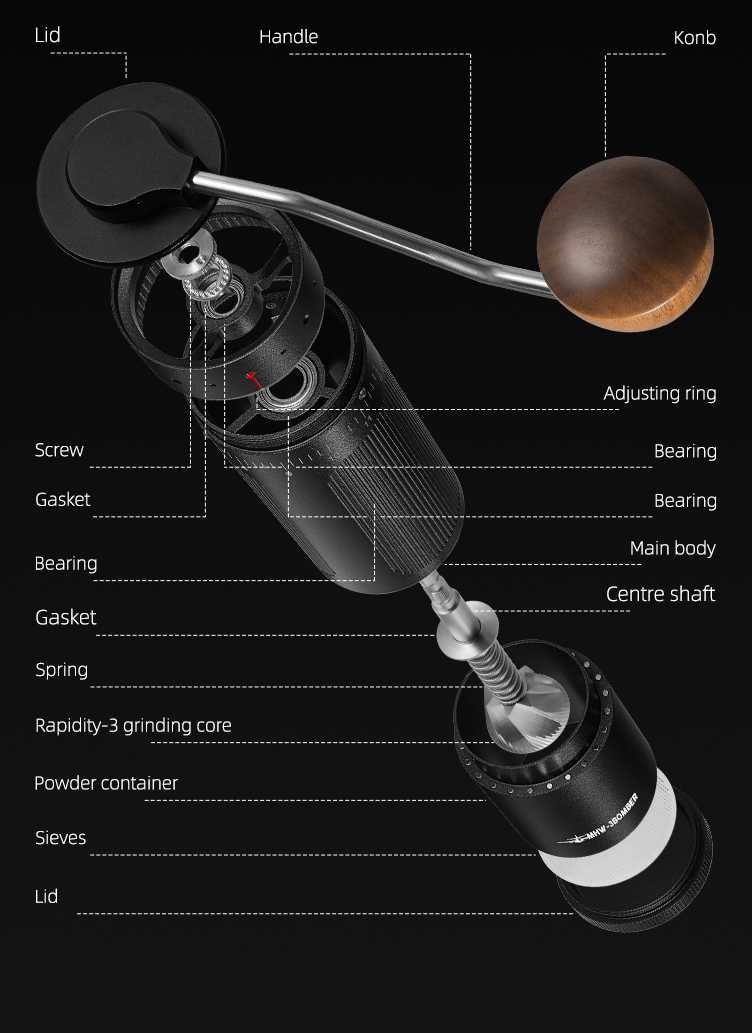 Lid
Handle
Konb
Adjusting ring
Screw
Bearing
Gasket
Bearing
Main body
Bearing
Centre shaft
Gasket
Spring
Rapidity-3 grinding core
Powder container
MHW-3BOMBER
Sieves
Lid